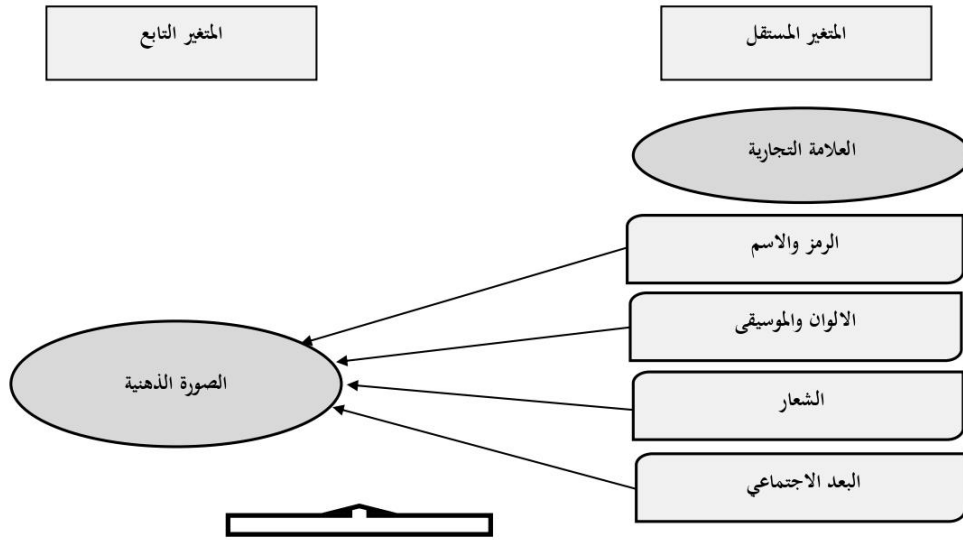 المتغير المستقل
المتغير التابع
العلامة التجارية
الرمز والاسم
الالوان والموسيقى
الشعار
البعد الاجتماعي
الصورة الذهنية